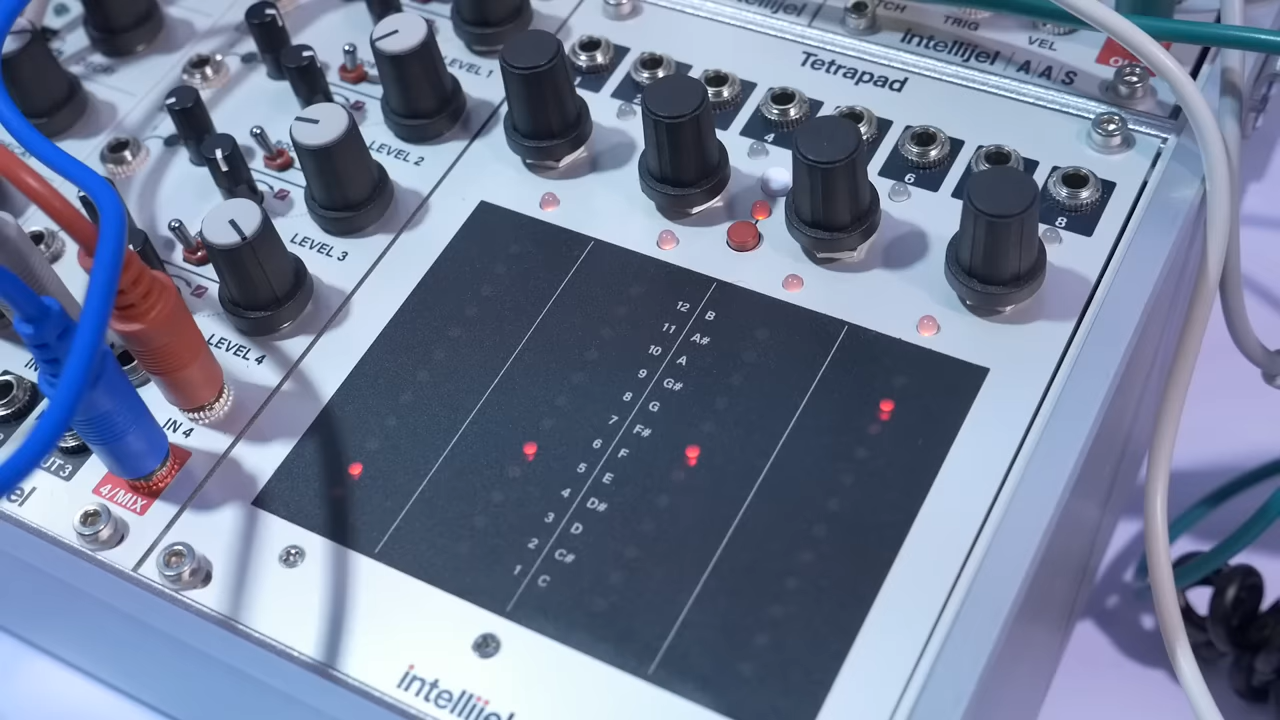 intellijel
TRIG
VEL
intellijel | AAS
Tetrapad
LEVEL 1
LEVEL 2
LEVEL 3
LEVEL 4
4
6
8
12 B
11 A#
10 A
9 G#
8 G
7 F#
6 F
5 E
4 D#
3 D
2 C#
1 C
IN 4
4/MIX
intellijel